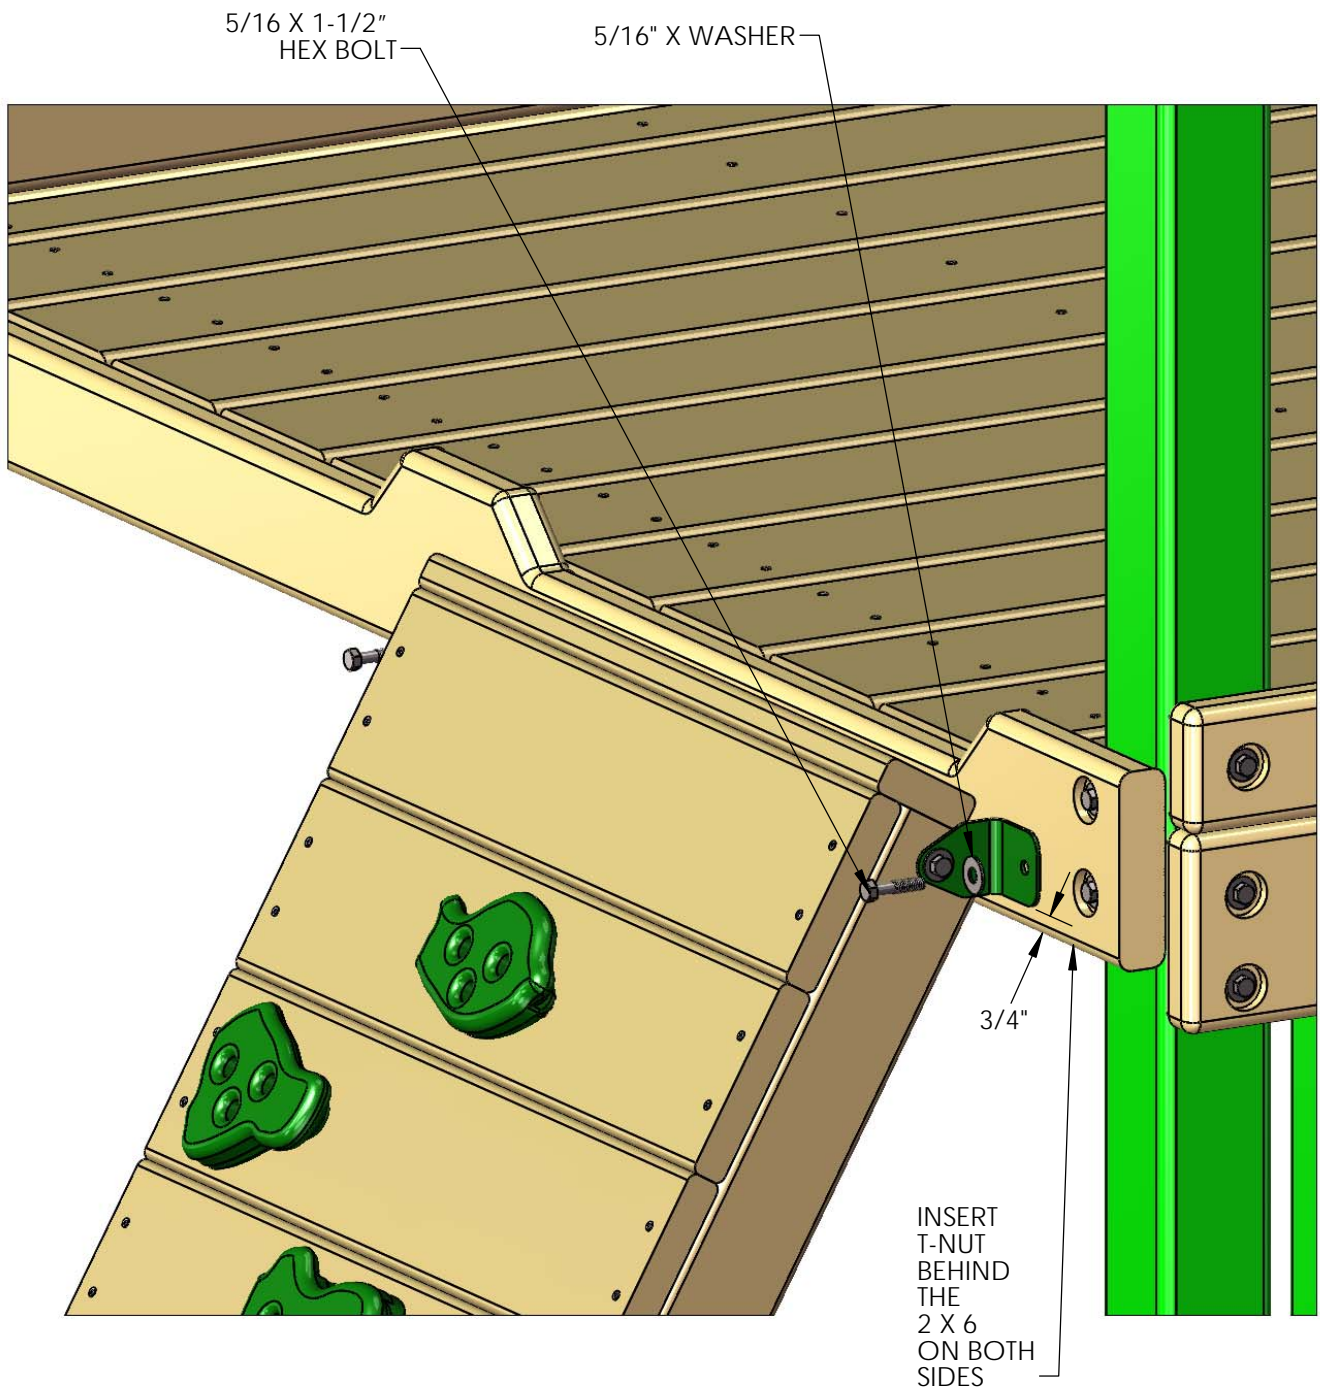 5/16 X 1-1/2"
HEX BOLT
5/16" X WASHER
3/4"
INSERT
T-NUT
BEHIND
THE
2 X 6
ON BOTH
SIDES